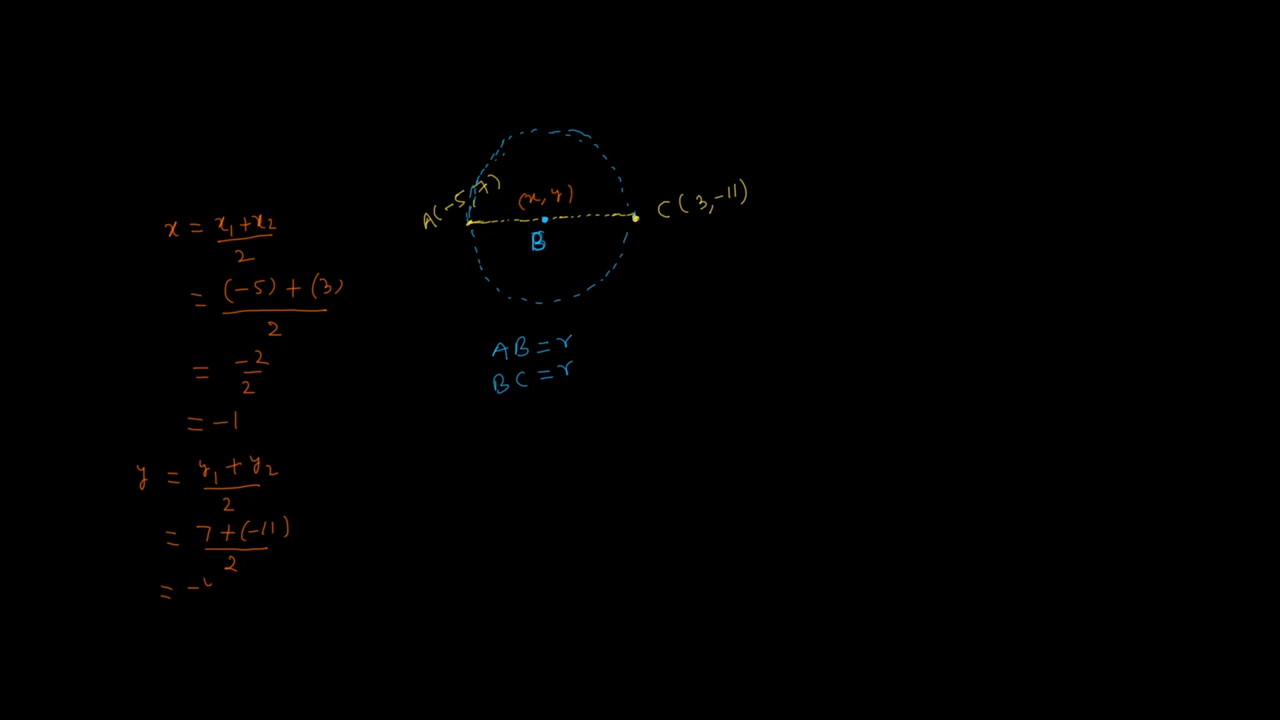 x = x₁+x₂
2
= (-5) + (3)
2
= -2
2
= -1
y = y₁ + y₂
2
= 7 + (-11)
2
= -
A(-5,7)
(x, y)
B
C(3,-11)
AB = r
BC = r